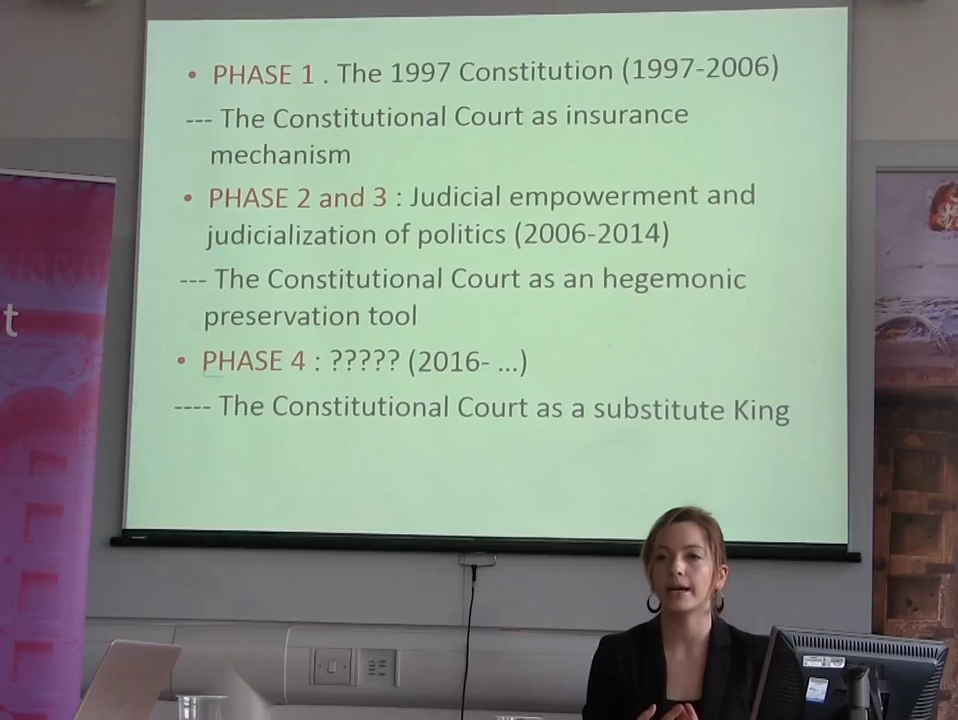 • PHASE 1 . The 1997 Constitution (1997-2006)
--- The Constitutional Court as insurance
mechanism
• PHASE 2 and 3 : Judicial empowerment and
judicialization of politics (2006-2014)
--- The Constitutional Court as an hegemonic
preservation tool
• PHASE 4 : ????? (2016- ...)
---- The Constitutional Court as a substitute King
t